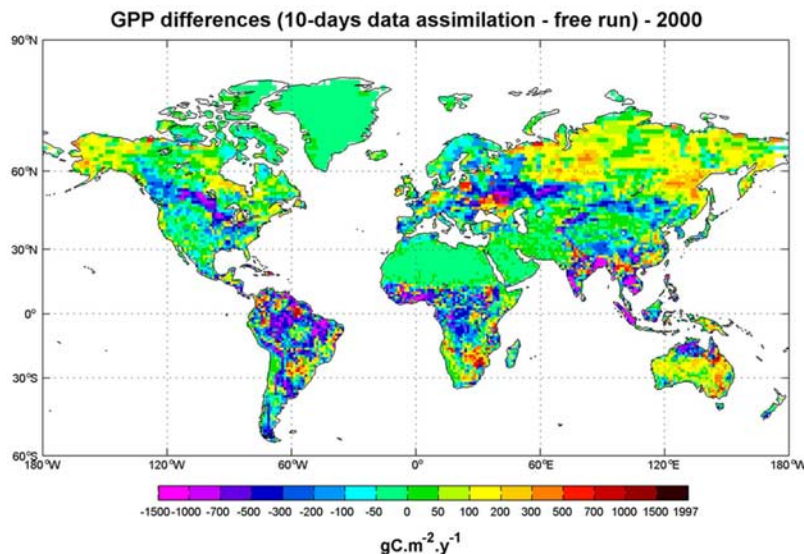 GPP differences (10-days data assimilation - free run) - 2000
90°N
60°N
30°N
0°
30°S
60°S
180°W 120°W 60°W 0° 60°E 120°E 180°W
-1500 -1000 -700 -500 -300 -200 -100 -50 0 50 100 200 300 500 700 1000 1500 1997
gC.m⁻².y⁻¹